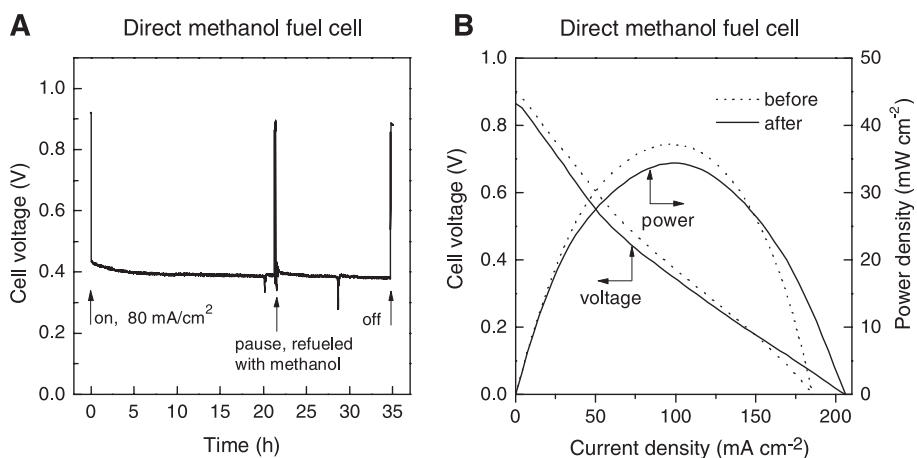 A Direct methanol fuel cell
1.0
0.8
0.6
0.4
0.2
0.0
Cell voltage (V)
on, 80 mA/cm²
pause, refueled
with methanol
off
0 5 10 15 20 25 30 35
Time (h)
B Direct methanol fuel cell
1.0
0.8
0.6
0.4
0.2
0.0
Cell voltage (V)
before
after
power
voltage
50
40
30
20
10
0
Power density (mW cm⁻²)
0 50 100 150 200
Current density (mA cm⁻²)